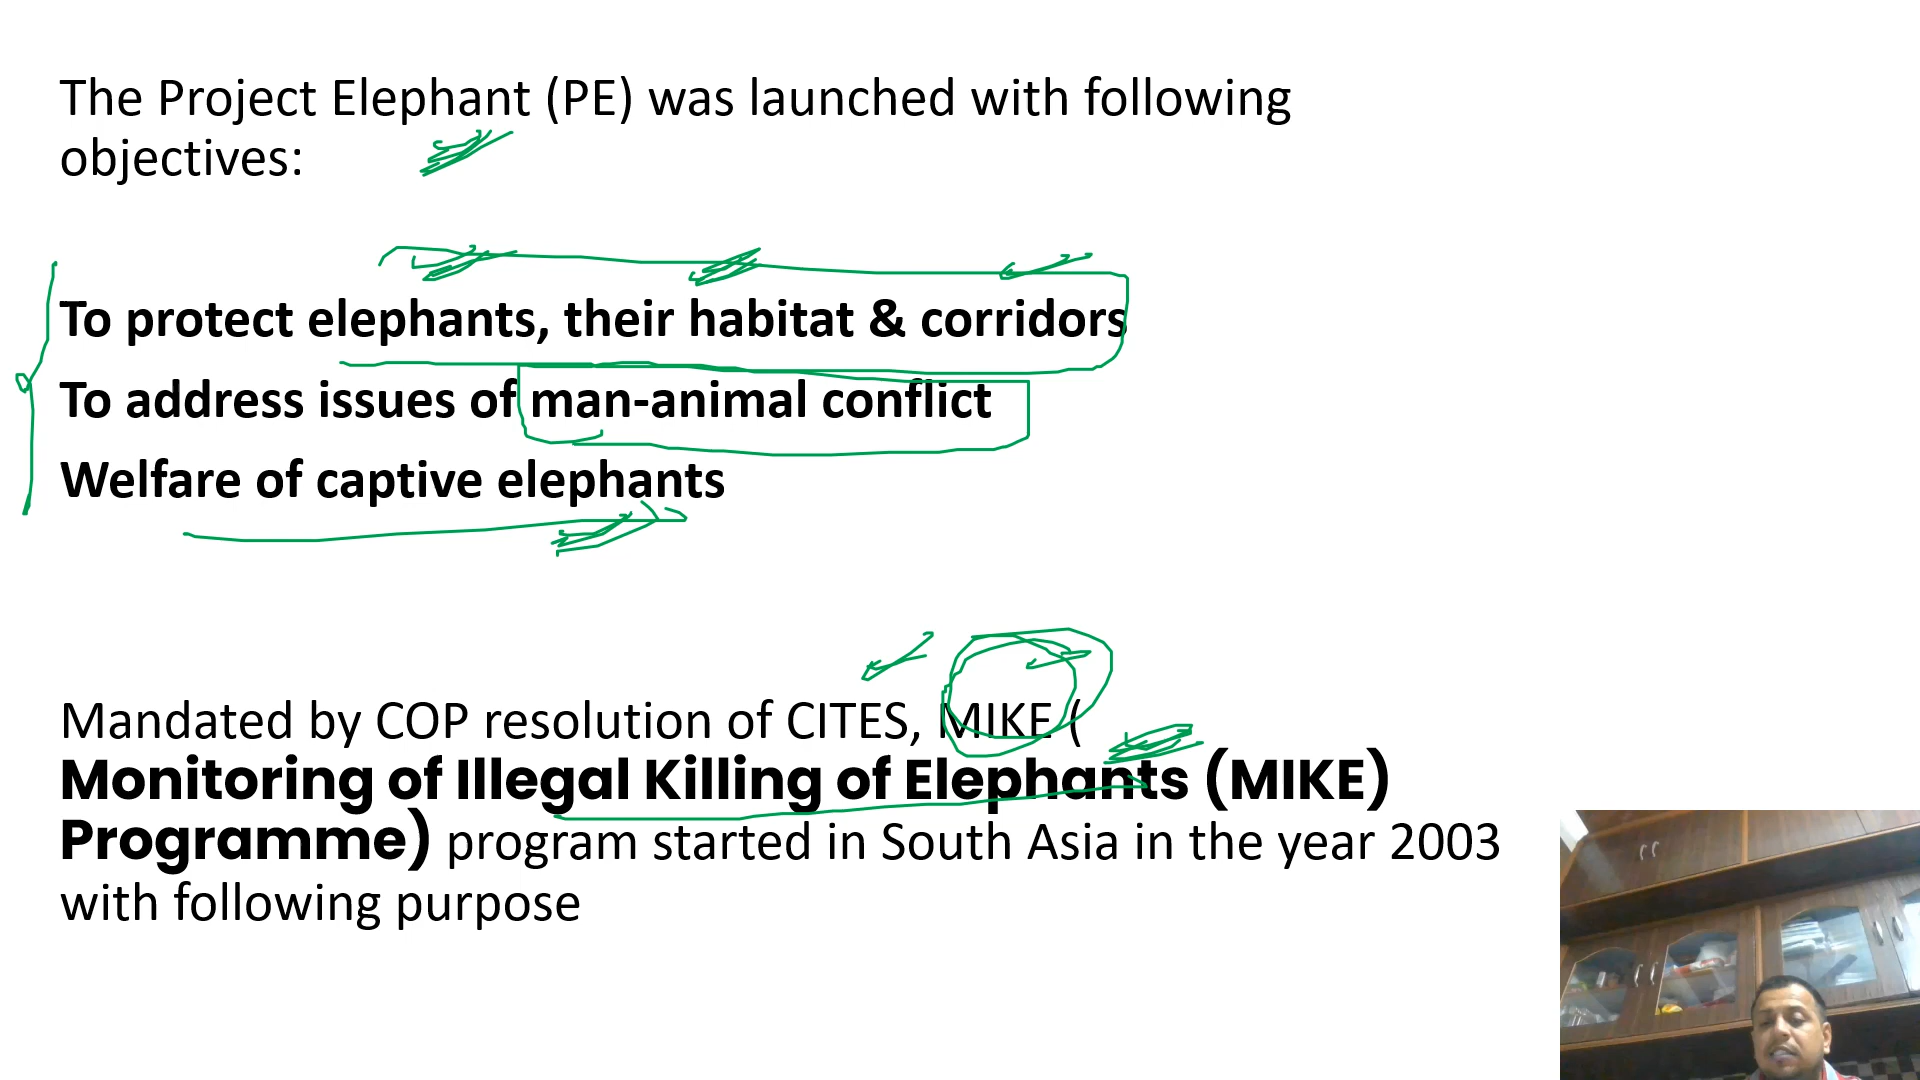 The Project Elephant (PE) was launched with following
objectives:
To protect elephants, their habitat & corridors
To address issues of man-animal conflict
Welfare of captive elephants
Mandated by COP resolution of CITES, MIKE (
Monitoring of Illegal Killing of Elephants (MIKE)
Programme) program started in South Asia in the year 2003
with following purpose